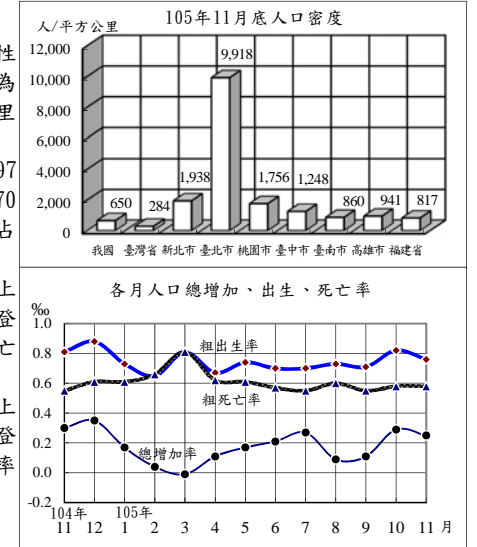 性
為
里
97
70
占
上
登
亡
上
登
率
105年11月底人口密度
人/平方公里
12,000
10,000
8,000
6,000
4,000
2,000
0
650
284
1,938
9,918
1,756
1,248
860
941
817
我國 臺灣省 新北市 臺北市 桃園市 臺中市 臺南市 高雄市 福建省
各月人口總增加、出生、死亡率
‰
1.0
0.8
0.6
0.4
0.2
0.0
-0.2
粗出生率
粗死亡率
總增加率
104年 105年
11 12 1 2 3 4 5 6 7 8 9 10 11 月